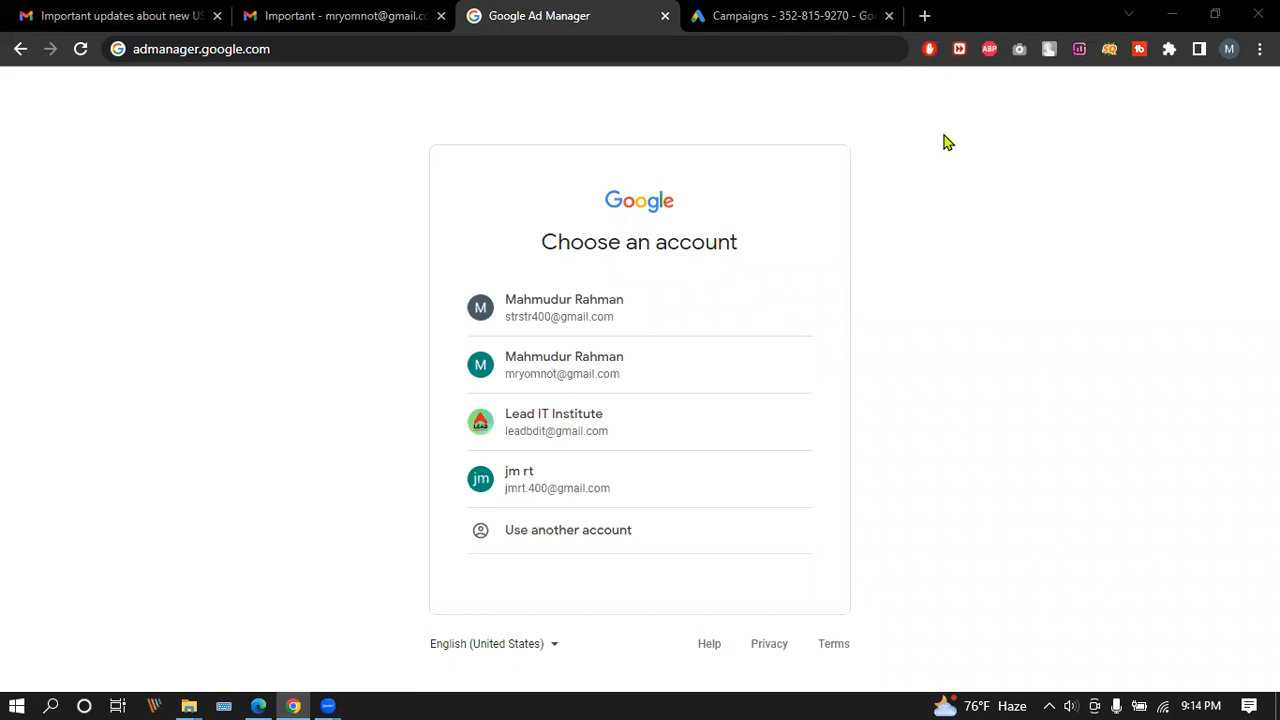 Important updates about new US
Important - mryomnot@gmail.co
Google Ad Manager
Campaigns - 352-815-9270 - Go
admanager.google.com
ABP
M
Google
Choose an account
M
Mahmudur Rahman
strstr400@gmail.com
M
Mahmudur Rahman
mryomnot@gmail.com
LEAD
Lead IT Institute
leadbdit@gmail.com
jm
jm rt
jmrt.400@gmail.com
Use another account
English (United States)
Help
Privacy
Terms
76°F Haze
9:14 PM